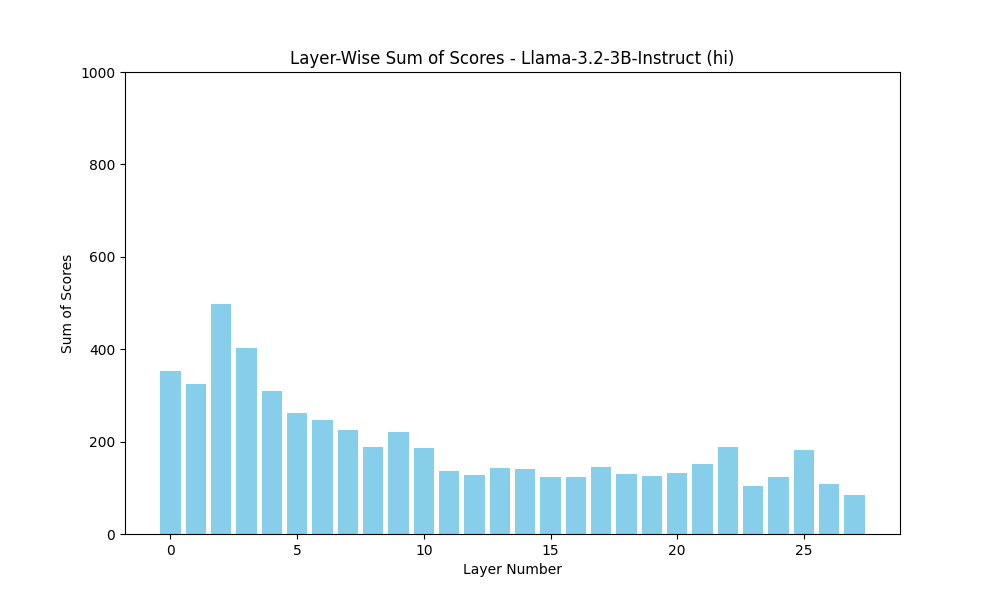 Layer-Wise Sum of Scores - Llama-3.2-3B-Instruct (hi)
1000
800
600
400
200
0
Sum of Scores
0 5 10 15 20 25
Layer Number